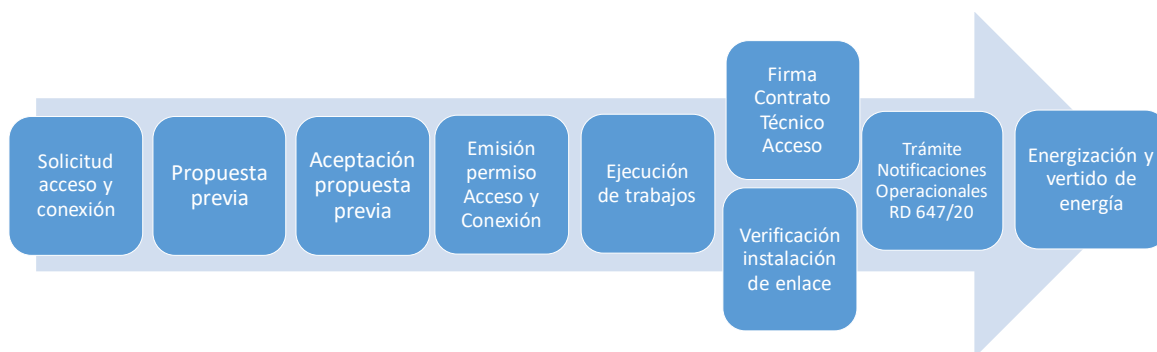 Solicitud
acceso y
conexión
Propuesta
previa
Aceptación
propuesta
previa
Emisión
permiso
Acceso y
Conexión
Ejecución
de trabajos
Firma
Contrato
Técnico
Acceso
Verificación
instalación
de enlace
Trámite
Notificaciones
Operacionales
RD 647/20
Energización y
vertido de
energía